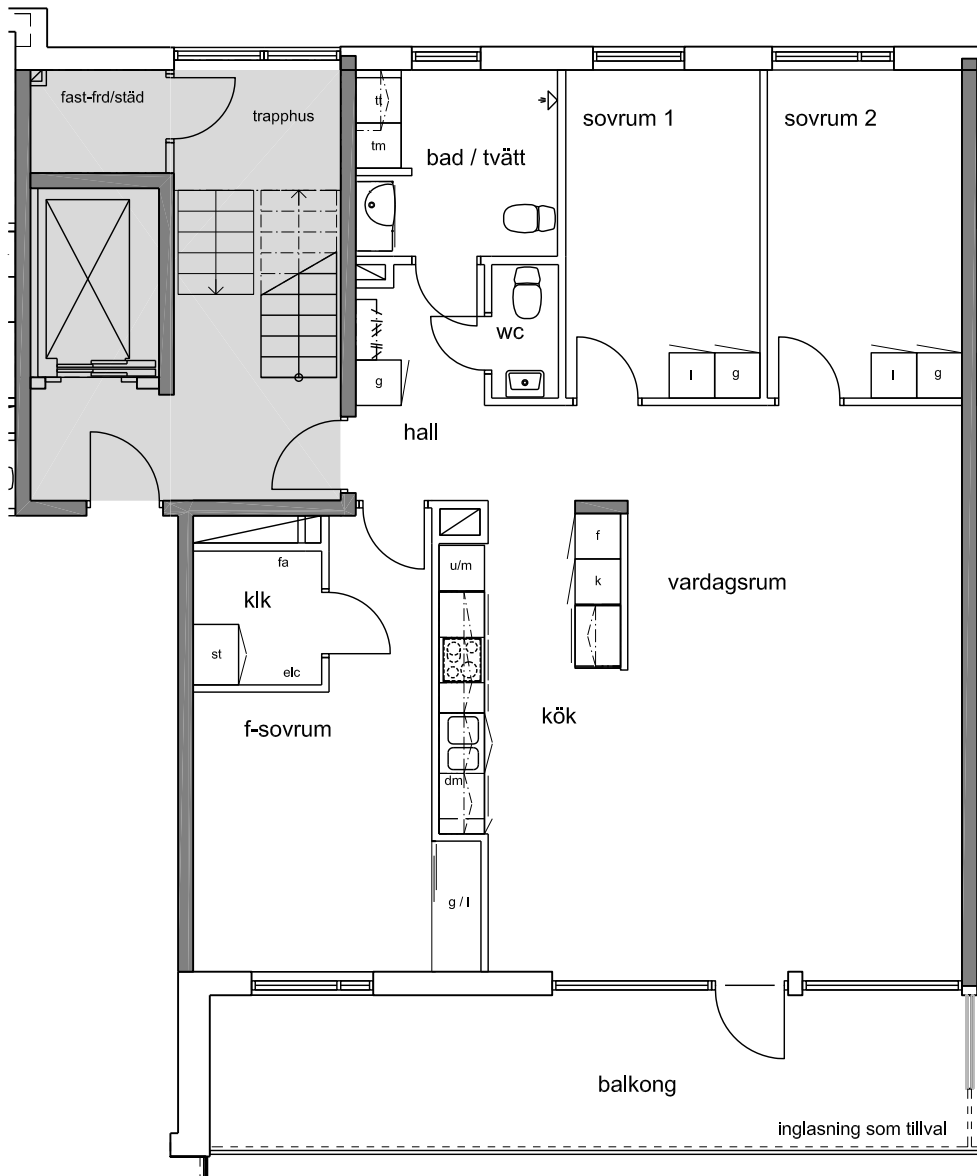 fast-frd/städ
trapphus
tt
tm
bad / tvätt
sovrum 1
sovrum 2
wc
g
l
g
l
g
hall
fa
klk
st
elc
u/m
f
k
vardagsrum
f-sovrum
kök
dm
g / l
balkong
inglasning som tillval